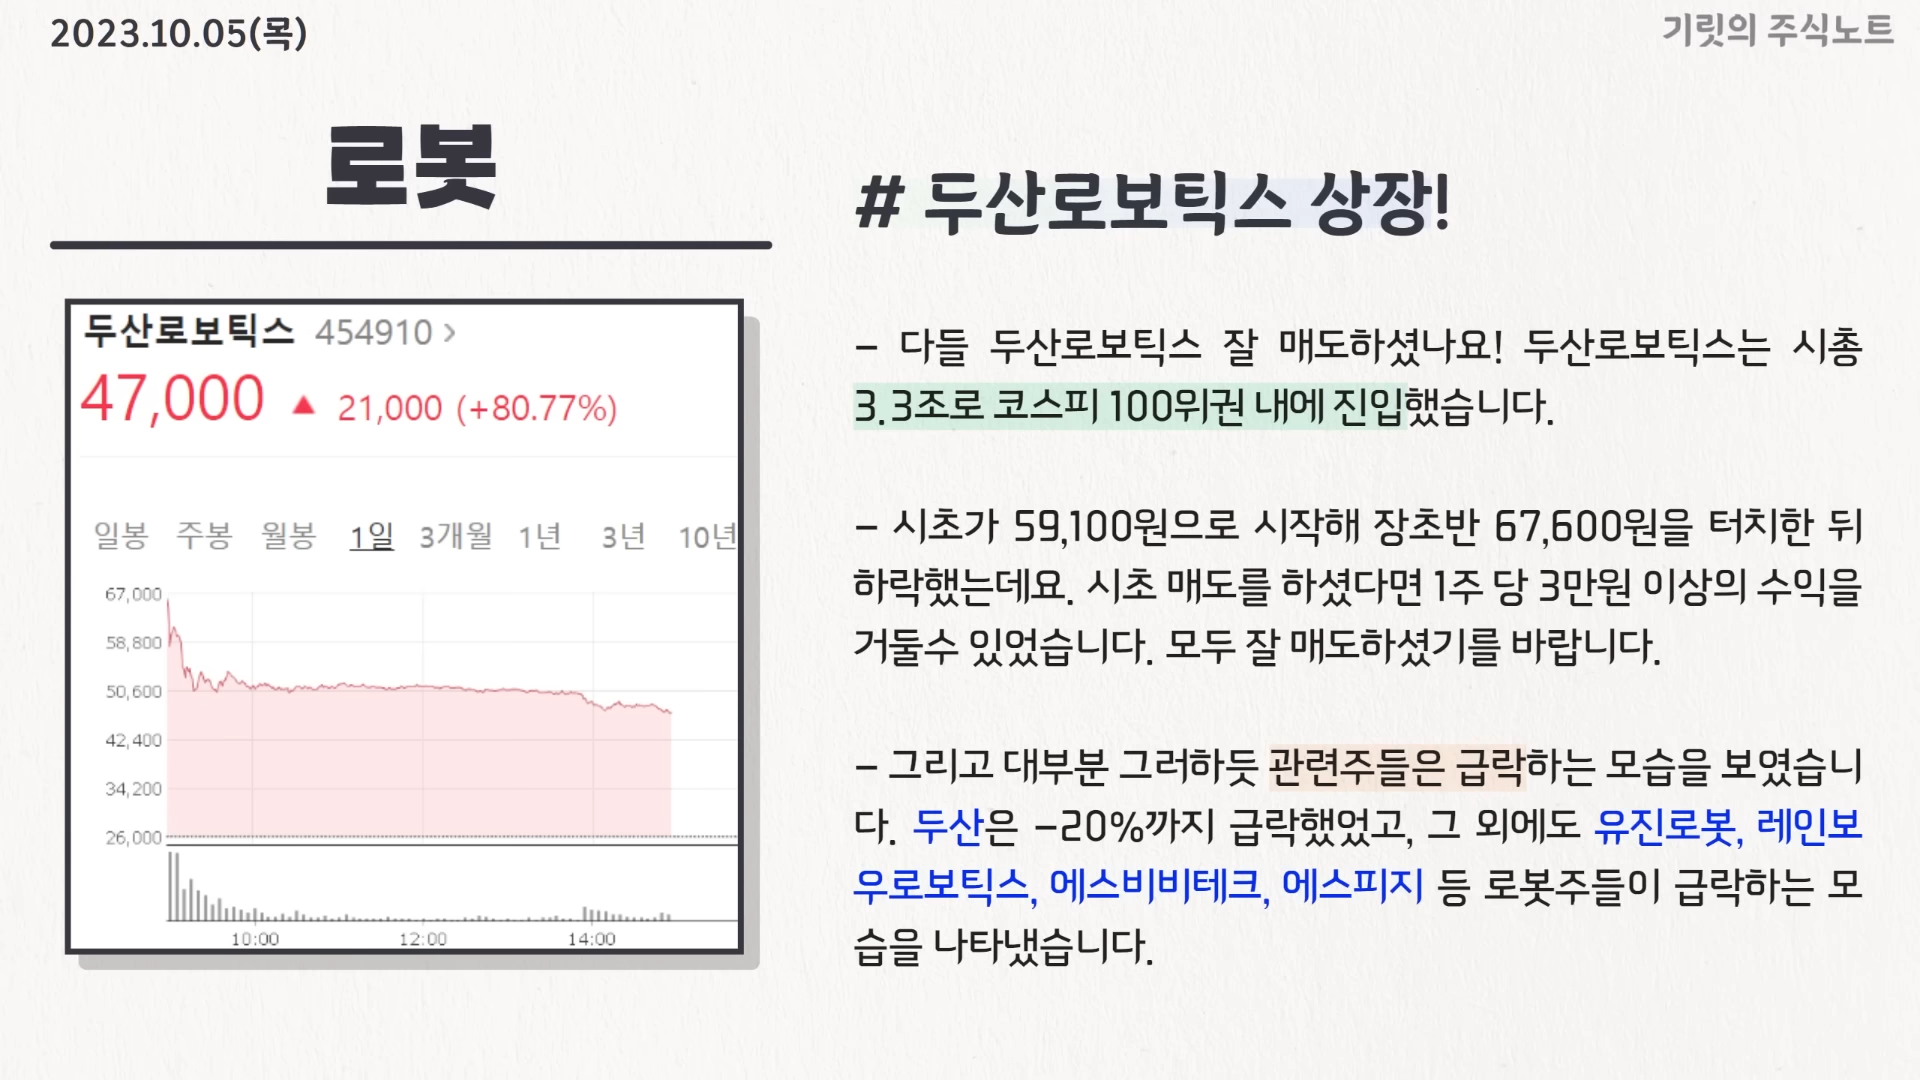 2023.10.05(목)
기릿의 주식노트
로봇
두산로보틱스 454910 >
47,000 ▲ 21,000 (+80.77%)
일봉 주봉 월봉 1일 3개월 1년 3년 10년
67,000
58,800
50,600
42,400
34,200
26,000
10:00 12:00 14:00
# 두산로보틱스 상장!
- 다들 두산로보틱스 잘 매도하셨나요! 두산로보틱스는 시총
3.3조로 코스피 100위권 내에 진입했습니다.
- 시초가 59,100원으로 시작해 장초반 67,600원을 터치한 뒤
하락했는데요. 시초 매도를 하셨다면 1주 당 3만원 이상의 수익을
거둘수 있었습니다. 모두 잘 매도하셨기를 바랍니다.
- 그리고 대부분 그러하듯 관련주들은 급락하는 모습을 보였습니
다. 두산은 -20%까지 급락했었고, 그 외에도 유진로봇, 레인보
우로보틱스, 에스비비테크, 에스피지 등 로봇주들이 급락하는 모
습을 나타냈습니다.